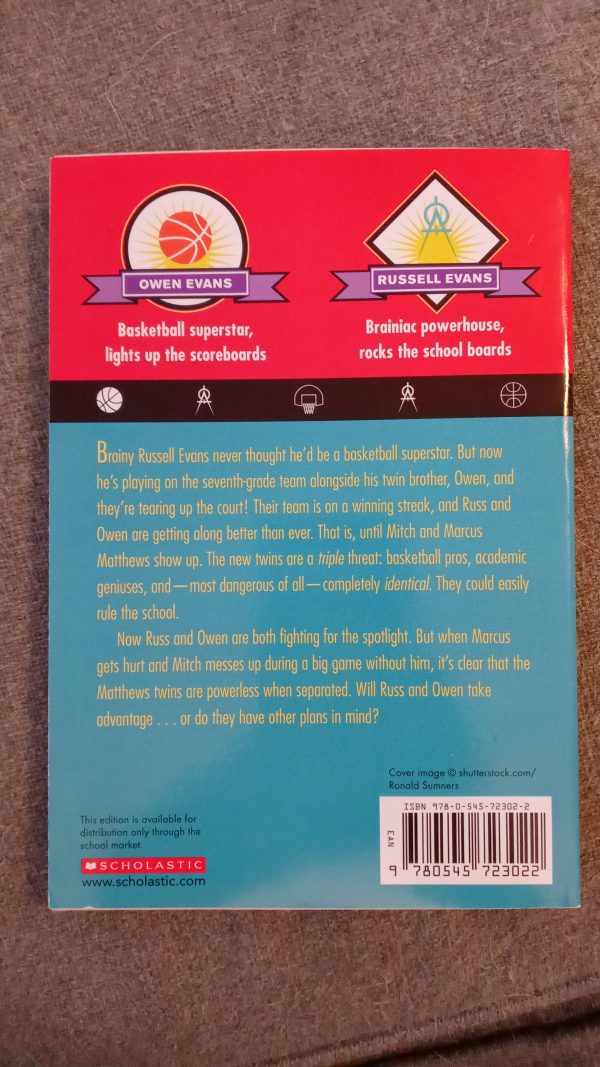 OWEN EVANS
Basketball superstar,
lights up the scoreboards
RUSSELL EVANS
Brainiac powerhouse,
rocks the school boards
Brainy Russell Evans never thought he'd be a basketball superstar. But now
he's playing on the seventh-grade team alongside his twin brother, Owen, and
they're tearing up the court! Their team is on a winning streak, and Russ and
Owen are getting along better than ever. That is, until Mitch and Marcus
Matthews show up. The new twins are a triple threat: basketball pros, academic
geniuses, and—most dangerous of all—completely identical. They could easily
rule the school.
Now Russ and Owen are both fighting for the spotlight. But when Marcus
gets hurt and Mitch messes up during a big game without him, it's clear that the
Matthews twins are powerless when separated. Will Russ and Owen take
advantage . . . or do they have other plans in mind?
Cover image © shutterstock.com/
Ronald Sumners
This edition is available for
distribution only through the
school market.
SCHOLASTIC
www.scholastic.com
ISBN 978-0-545-72302-2
EAN
9 780545 723022